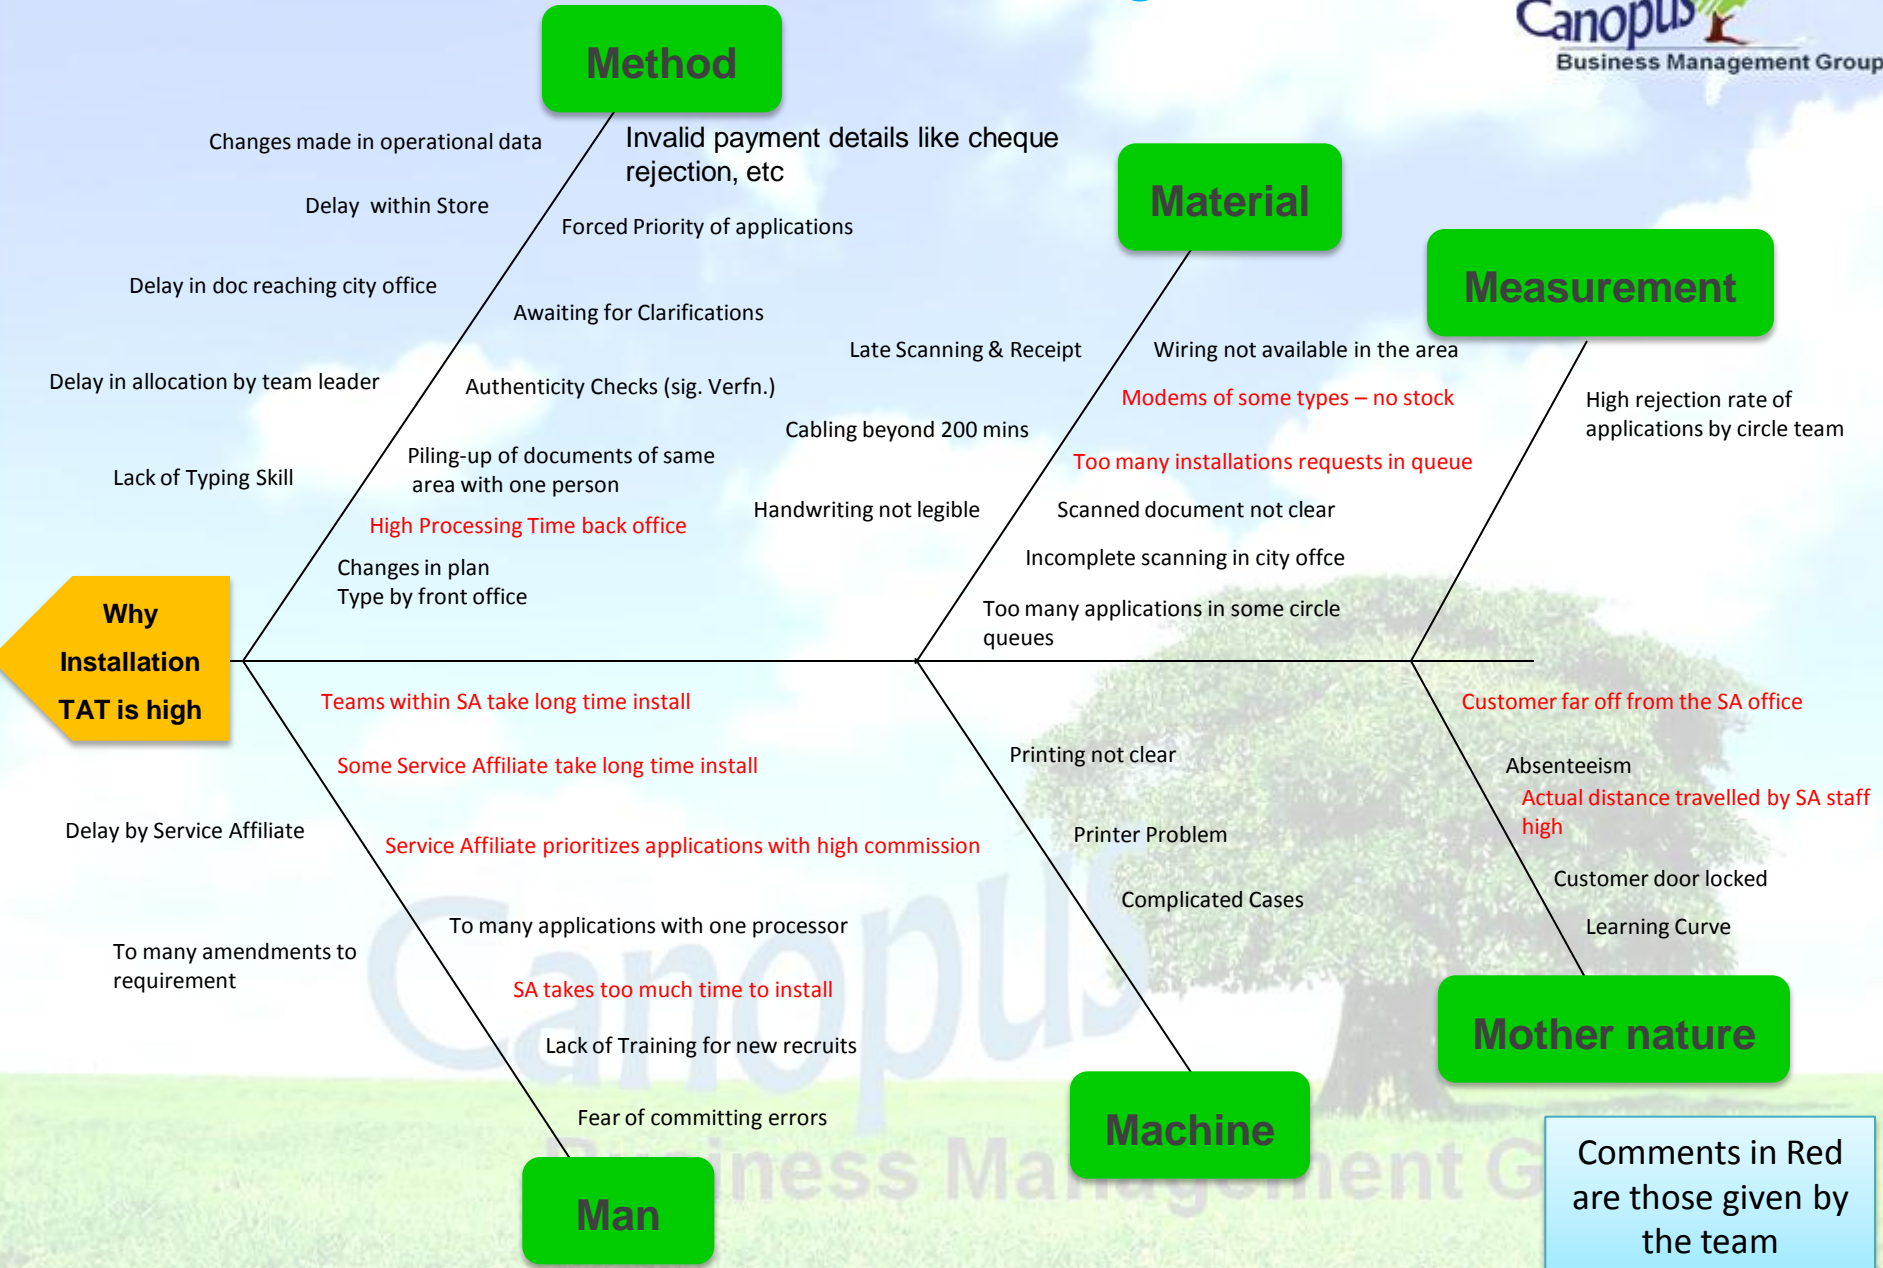 Canopus
Business Management Group
Method
Changes made in operational data
Invalid payment details like cheque
rejection, etc
Delay within Store
Forced Priority of applications
Delay in doc reaching city office
Awaiting for Clarifications
Delay in allocation by team leader
Authenticity Checks (sig. Verfn.)
Lack of Typing Skill
Piling-up of documents of same
area with one person
High Processing Time back office
Changes in plan
Type by front office
Material
Late Scanning & Receipt
Wiring not available in the area
Modems of some types – no stock
Cabling beyond 200 mins
Too many installations requests in queue
Handwriting not legible
Scanned document not clear
Incomplete scanning in city offce
Too many applications in some circle
queues
Measurement
High rejection rate of
applications by circle team
Why
Installation
TAT is high
Teams within SA take long time install
Some Service Affiliate take long time install
Delay by Service Affiliate
Service Affiliate prioritizes applications with high commission
To many applications with one processor
To many amendments to
requirement
SA takes too much time to install
Lack of Training for new recruits
Fear of committing errors
Man
Printing not clear
Printer Problem
Complicated Cases
Machine
Customer far off from the SA office
Absenteeism
Actual distance travelled by SA staff
high
Customer door locked
Learning Curve
Mother nature
Canopus
Business Management G
Comments in Red
are those given by
the team